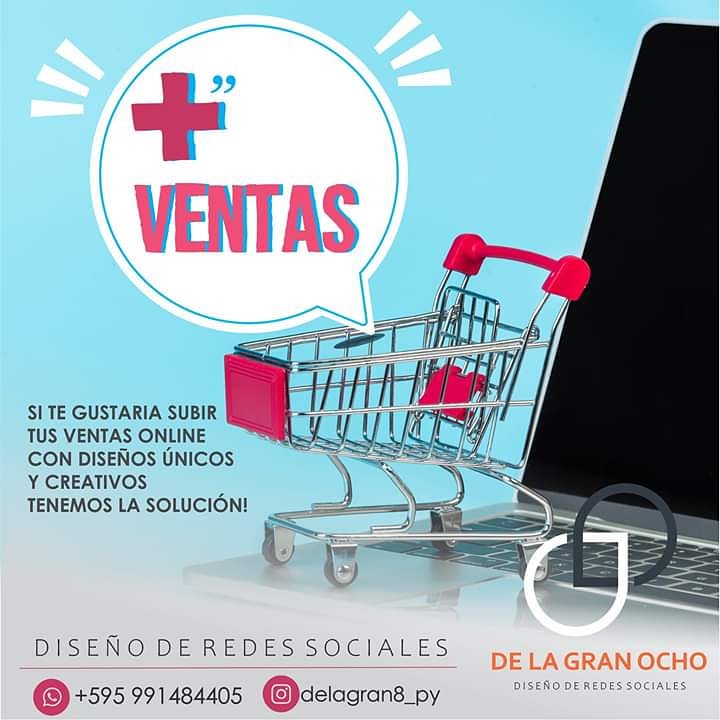 +”
VENTAS
SI TE GUSTARIA SUBIR
TUS VENTAS ONLINE
CON DISEÑOS ÚNICOS
Y CREATIVOS
TENEMOS LA SOLUCIÓN!
DISEÑO DE REDES SOCIALES
+595 991484405 delagran8_py
DE LA GRAN OCHO
DISEÑO DE REDES SOCIALES